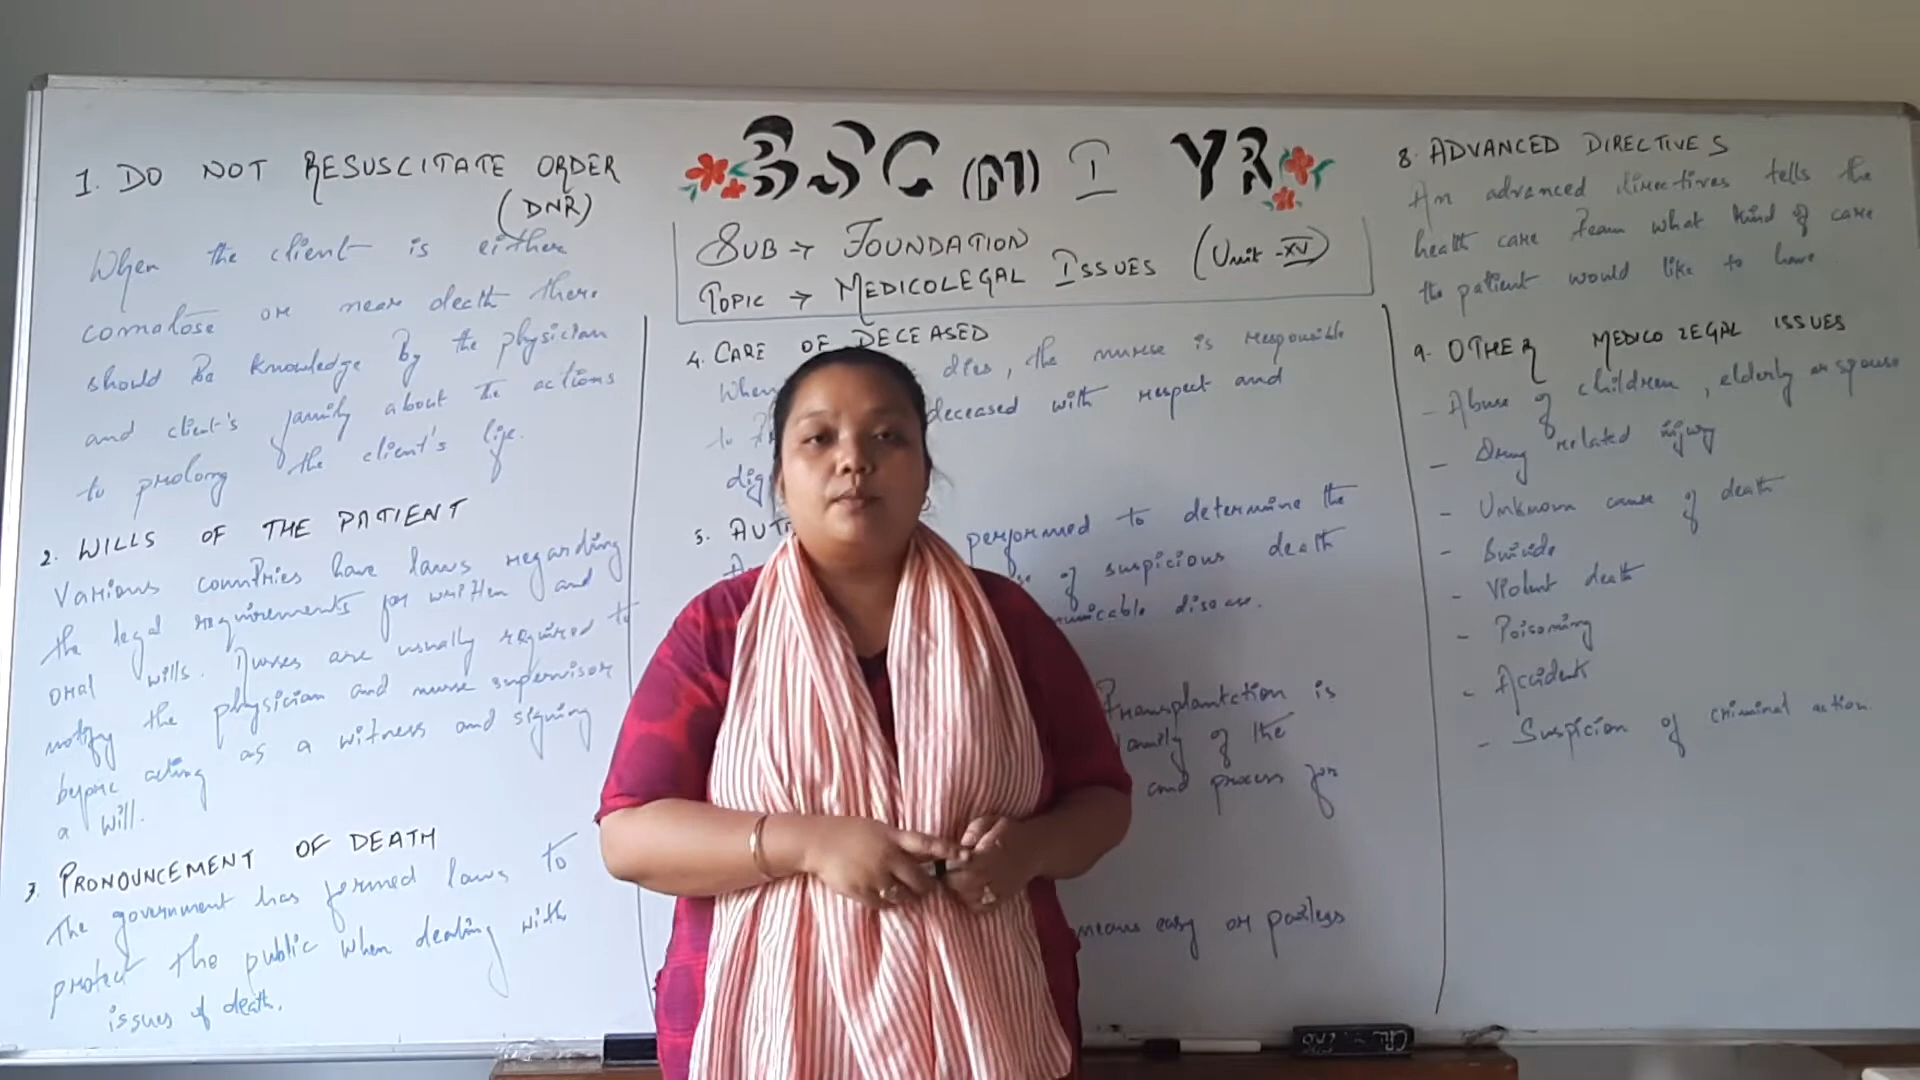 BSC (N) I YR
SUB → FOUNDATION
TOPIC → MEDICOLEGAL ISSUES (Unit - XV)
1. DO NOT RESUSCITATE ORDER
(DNR)
When the client is either
comatose or near death there
should be knowledge by the physician
and client's family about the actions
to prolong the client's life.
2. WILLS OF THE PATIENT
Various countries have laws regarding
the legal requirements for written and
oral wills. Nurses are usually required to
notify the physician and nurse supervisor
before acting as a witness and signing
a will.
3. PRONOUNCEMENT OF DEATH
The government has formed laws to
protect the public when dealing with
issues of death.
4. CARE OF DECEASED
When dies, the nurse is responsible
to deceased with respect and
5.
performed to determine the
of suspicious death
disease.
Transplantation is
family of the
and process for
means easy or painless
8. ADVANCED DIRECTIVES
An advanced directives tells the
health care team what kind of care
the patient would like to have
9. OTHER MEDICO LEGAL ISSUES
- Abuse of children, elderly or spouse
- Drug related injury
- Unknown cause of death
- Suicide
- Violent death
- Poisoning
- Accident
- Suspicion of criminal action.